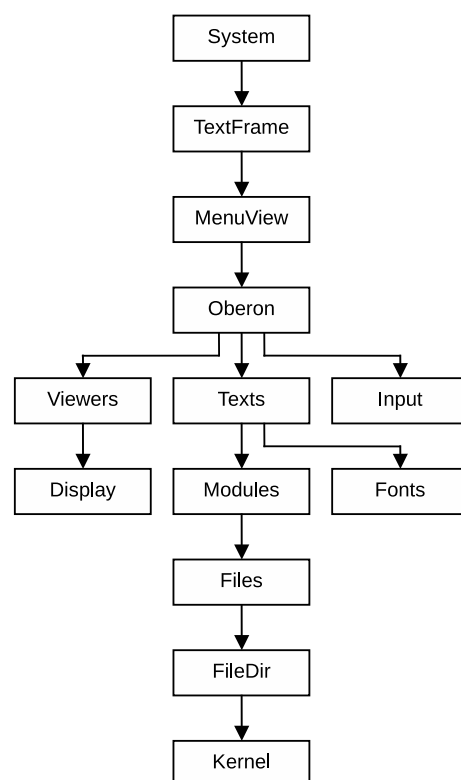 System
TextFrame
MenuView
Oberon
Viewers
Texts
Input
Display
Modules
Fonts
Files
FileDir
Kernel